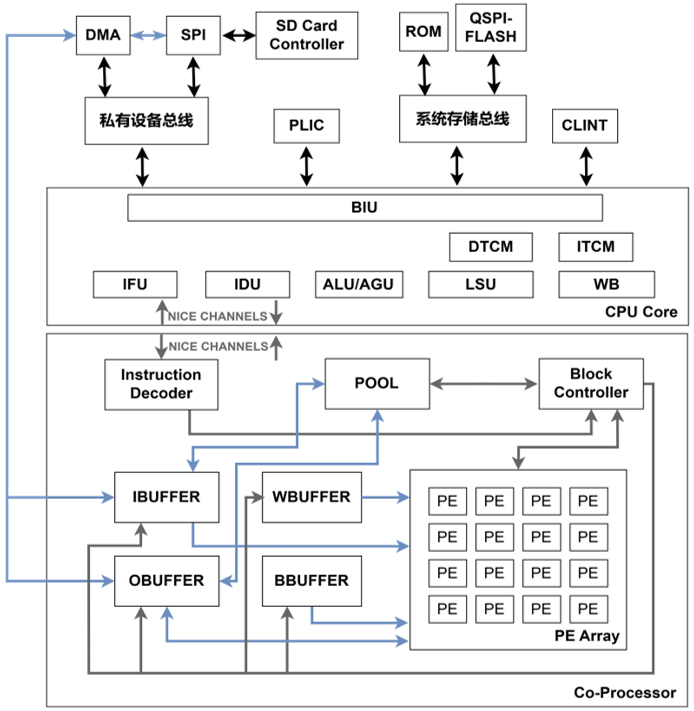 DMA
SPI
SD Card
Controller
ROM
QSPI-
FLASH
私有设备总线
PLIC
系统存储总线
CLINT
BIU
DTCM
ITCM
IFU
IDU
ALU/AGU
LSU
WB
NICE CHANNELS
CPU Core
NICE CHANNELS
Instruction
Decoder
POOL
Block
Controller
IBUFFER
WBUFFER
PE PE PE PE
PE PE PE PE
OBUFFER
BBUFFER
PE PE PE PE
PE PE PE PE
PE Array
Co-Processor